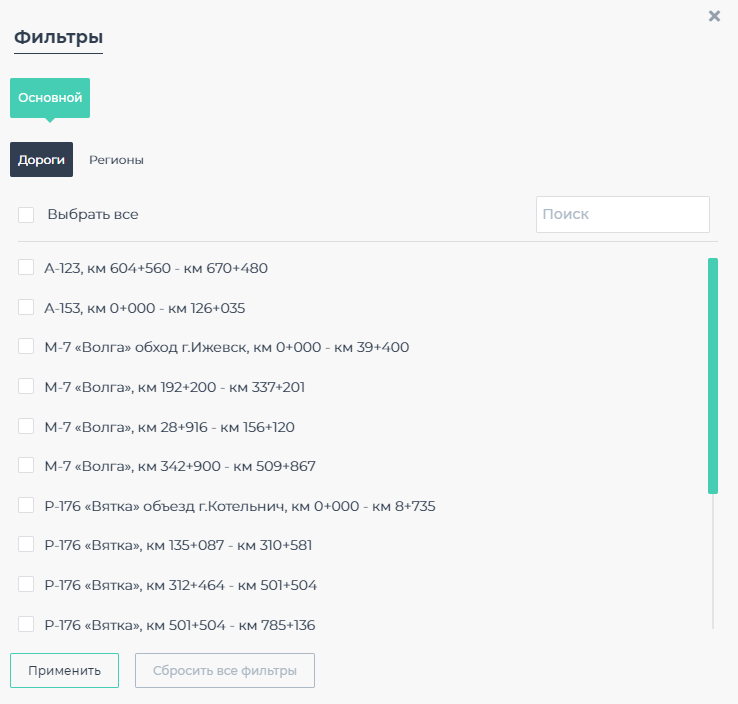 Фильтры
Основной
Дороги Регионы
Выбрать все Поиск
А-123, км 604+560 - км 670+480
А-153, км 0+000 - км 126+035
М-7 «Волга» обход г.Ижевск, км 0+000 - км 39+400
М-7 «Волга», км 192+200 - км 337+201
М-7 «Волга», км 28+916 - км 156+120
М-7 «Волга», км 342+900 - км 509+867
Р-176 «Вятка» объезд г.Котельнич, км 0+000 - км 8+735
Р-176 «Вятка», км 135+087 - км 310+581
Р-176 «Вятка», км 312+464 - км 501+504
Р-176 «Вятка», км 501+504 - км 785+136
Применить Сбросить все фильтры